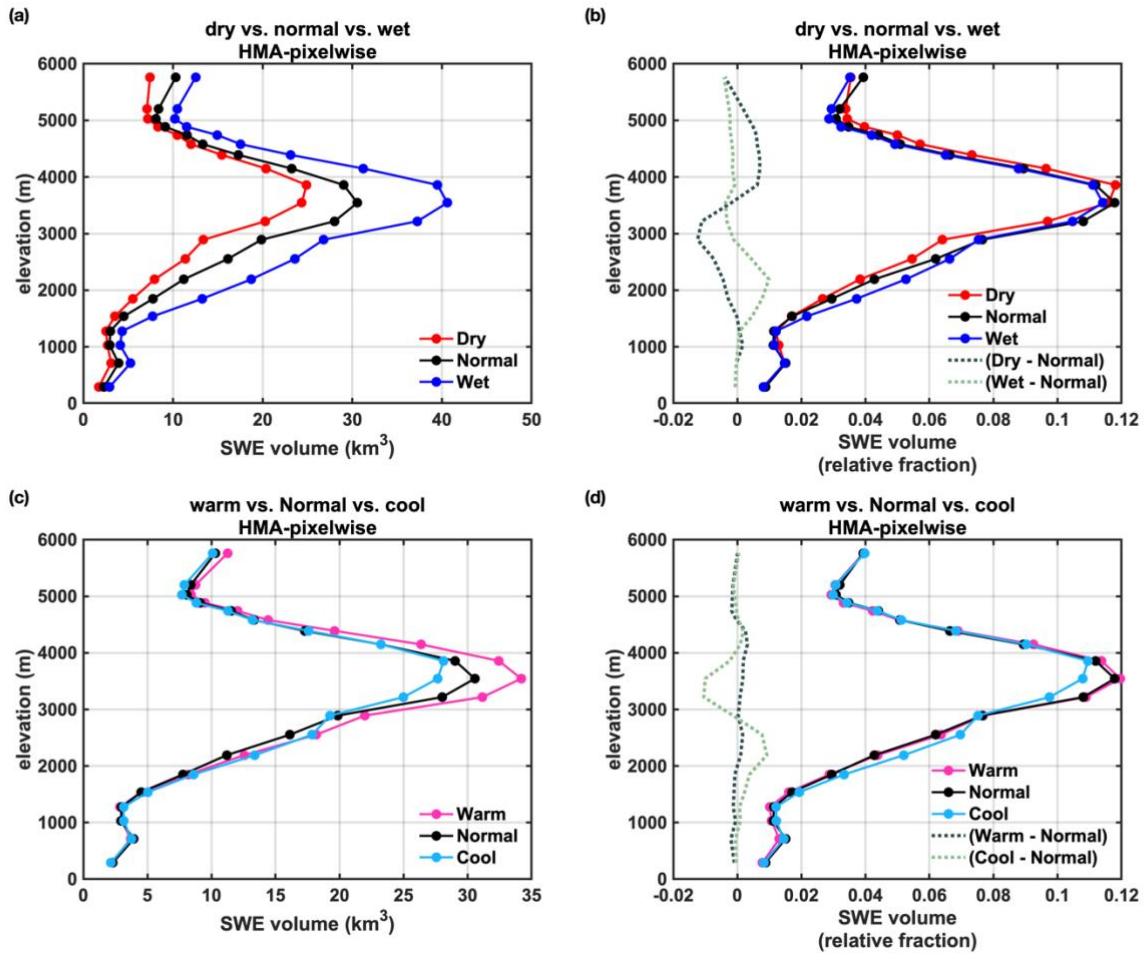 (a)
dry vs. normal vs. wet
HMA-pixelwise
6000
5000
4000
3000
2000
1000
0
elevation (m)
Dry
Normal
Wet
0 10 20 30 40 50
SWE volume (km³)
(b)
dry vs. normal vs. wet
HMA-pixelwise
6000
5000
4000
3000
2000
1000
0
elevation (m)
Dry
Normal
Wet
(Dry - Normal)
(Wet - Normal)
-0.02 0 0.02 0.04 0.06 0.08 0.1 0.12
SWE volume
(relative fraction)
(c)
warm vs. Normal vs. cool
HMA-pixelwise
6000
5000
4000
3000
2000
1000
0
elevation (m)
Warm
Normal
Cool
0 5 10 15 20 25 30 35
SWE volume (km³)
(d)
warm vs. Normal vs. cool
HMA-pixelwise
6000
5000
4000
3000
2000
1000
0
elevation (m)
Warm
Normal
Cool
(Warm - Normal)
(Cool - Normal)
-0.02 0 0.02 0.04 0.06 0.08 0.1 0.12
SWE volume
(relative fraction)